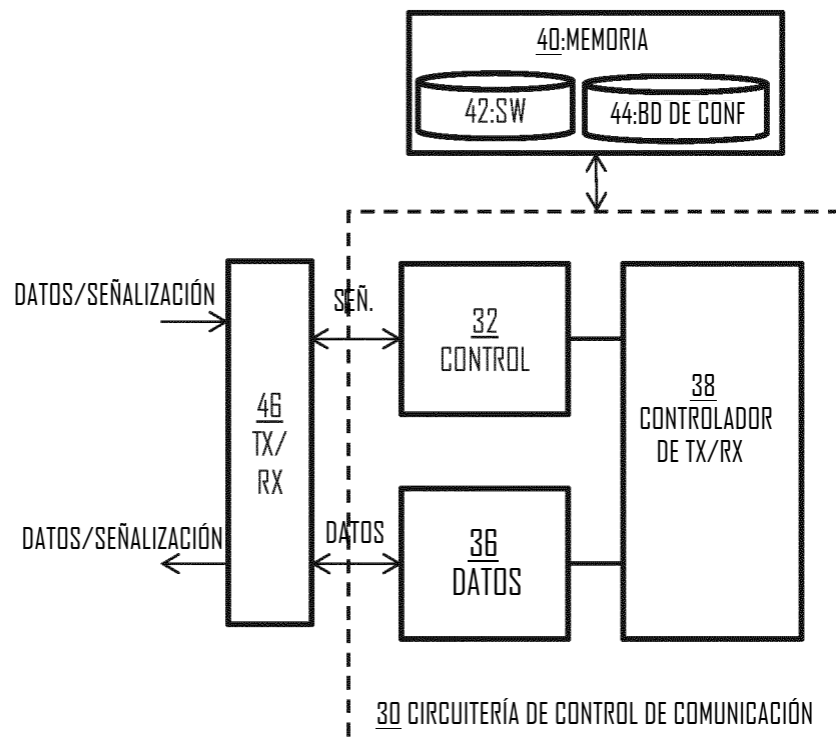 40:MEMORIA
42:SW
44:BD DE CONF
DATOS/SEÑALIZACIÓN
SEÑ.
32
CONTROL
46
TX/
RX
38
CONTROLADOR
DE TX/RX
DATOS/SEÑALIZACIÓN
DATOS
36
DATOS
30 CIRCUITERÍA DE CONTROL DE COMUNICACIÓN